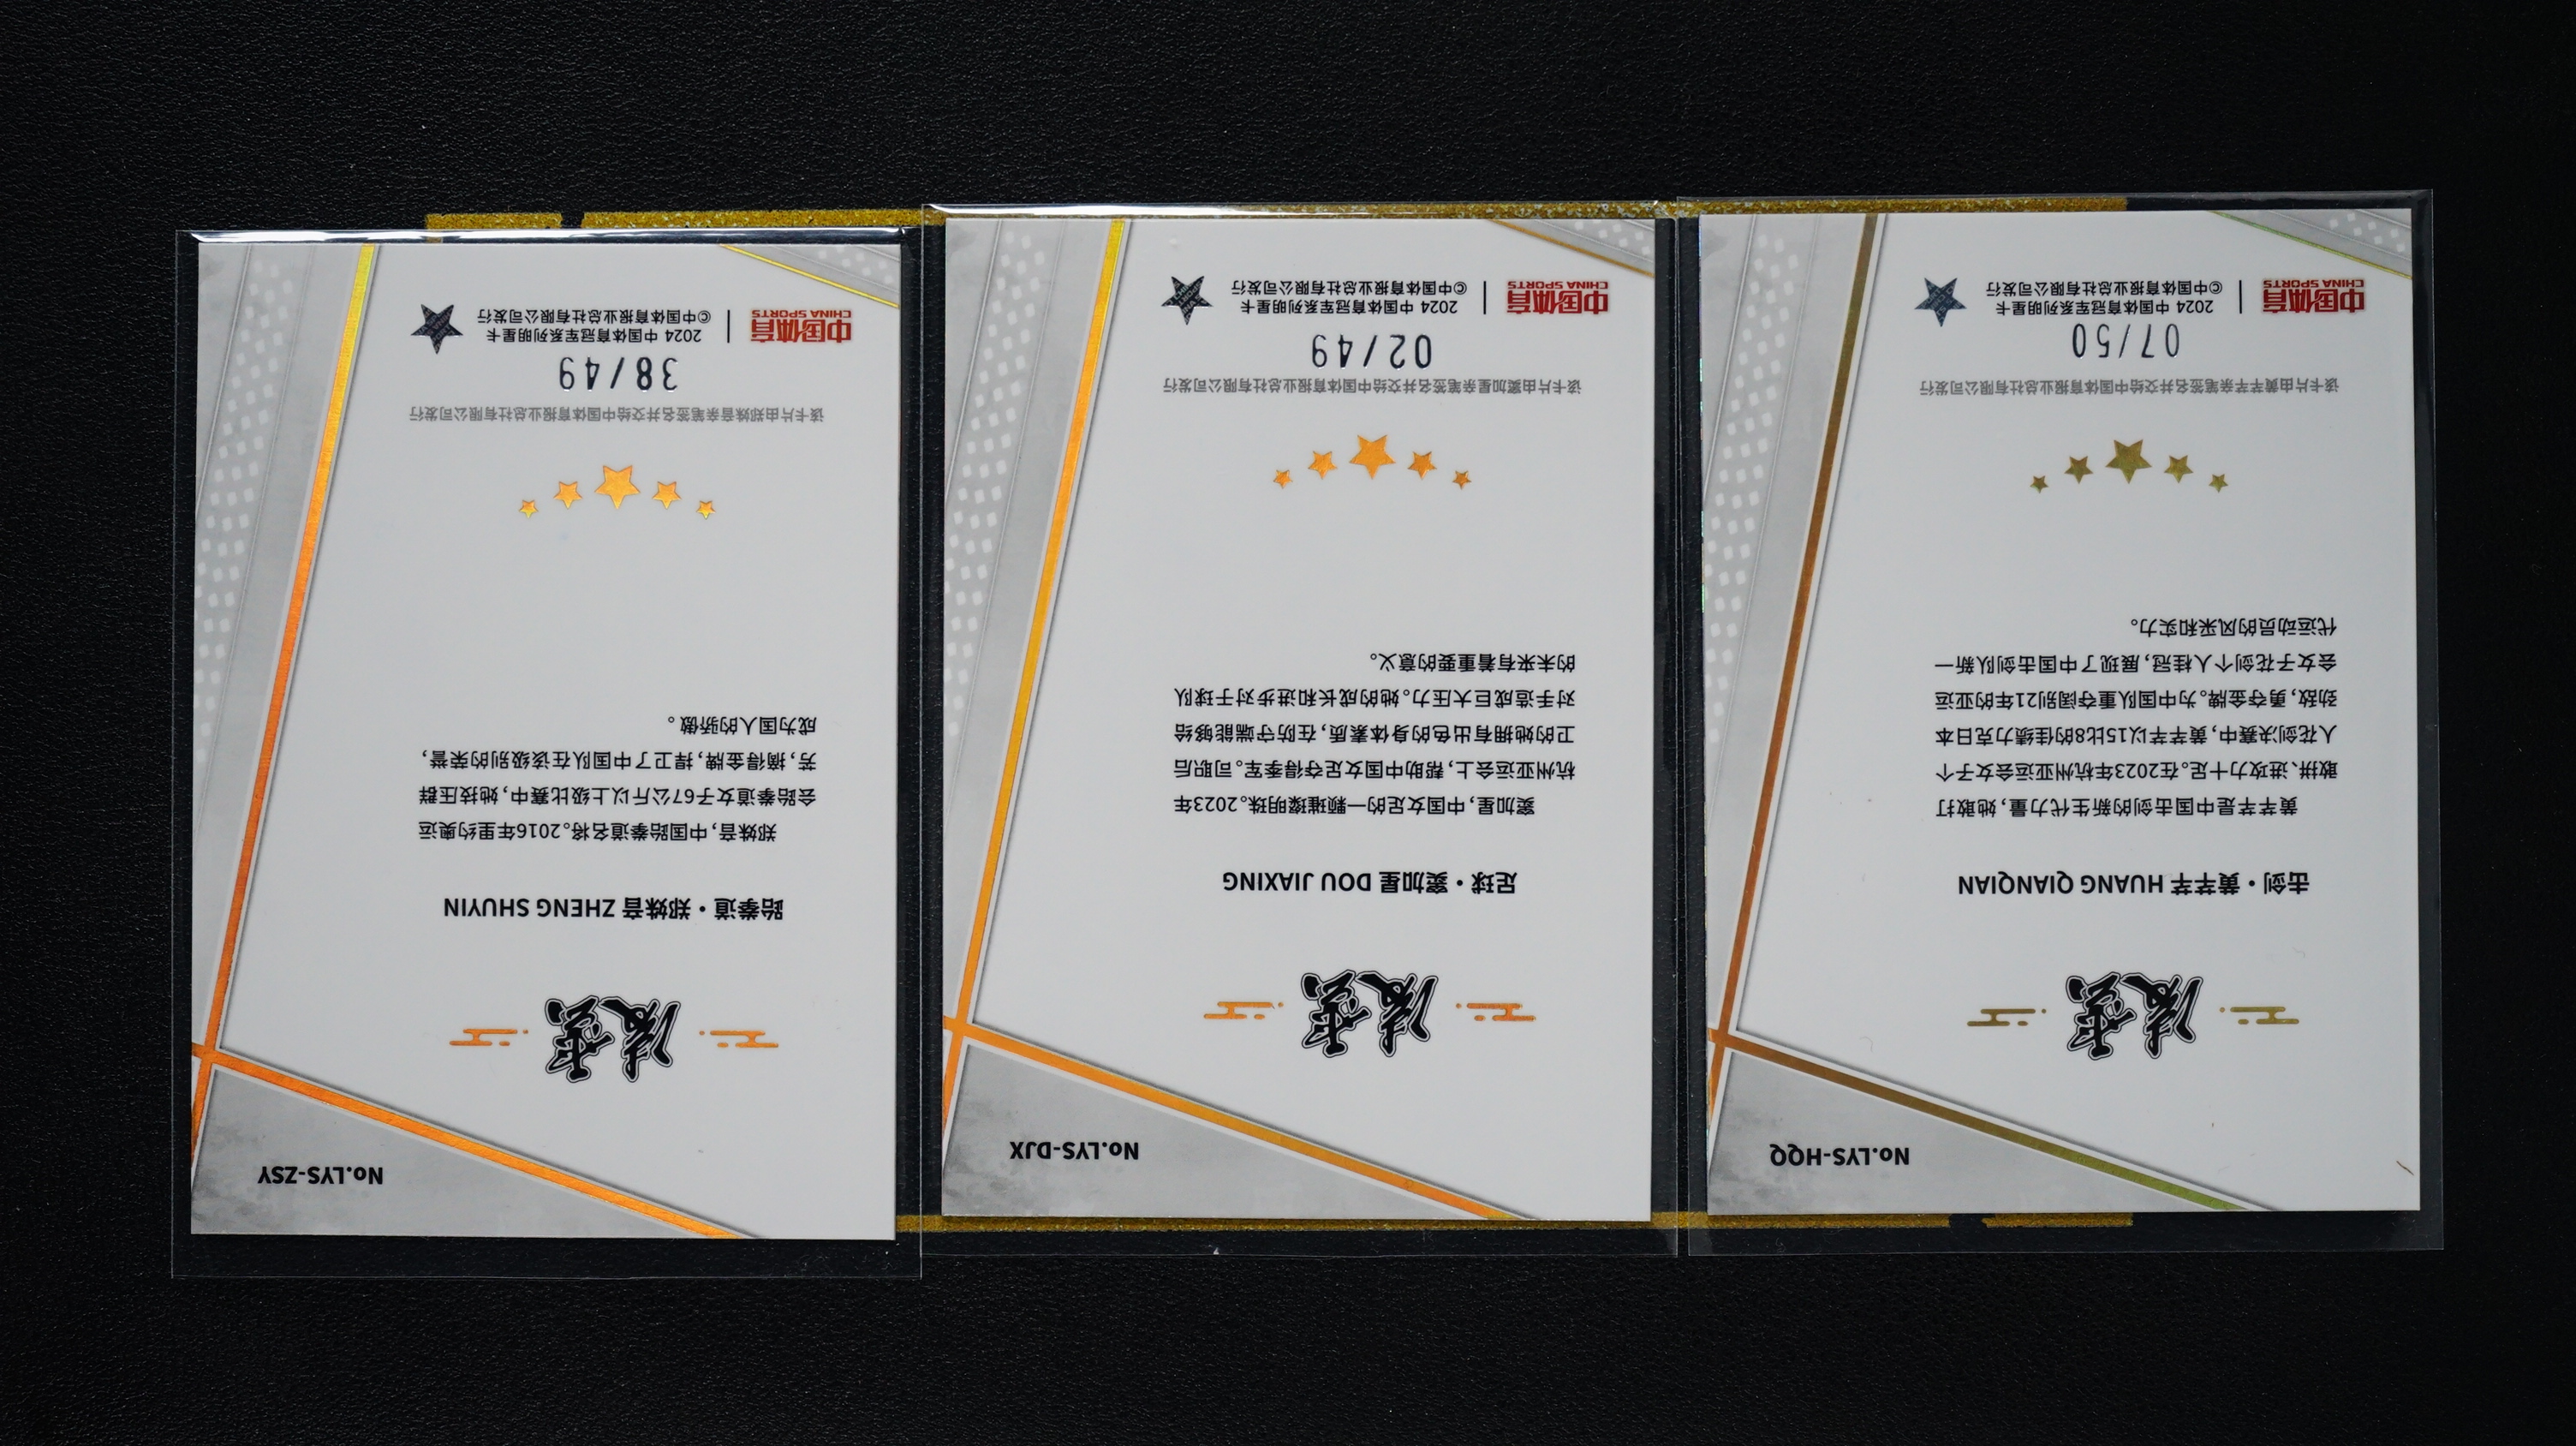 No.LYS-HQQ
凌雲
击剑·黄芊芊 HUANG QIANQIAN
黄芊芊是中国击剑的新生代力量,她敢打
敢拼、进攻力十足。在2023年杭州亚运会女子个
人花剑决赛中,黄芊芊以15比8的佳绩力克日本
劲敌,勇夺金牌。为中国队重夺阔别21年的亚运
会女子花剑个人桂冠,展现了中国击剑队新一
代运动员的风采和实力。
该卡片由黄芊芊亲笔签名并交给中国体育报业总社有限公司发行
07/50
中国体育
CHINA SPORTS
2024 中国体育冠军系列明星卡
©中国体育报业总社有限公司发行
No.LYS-DJX
凌雲
足球·窦加星 DOU JIAXING
窦加星,中国女足的一颗璀璨明珠。2023年
杭州亚运会上,帮助中国女足夺得季军。司职后
卫的她拥有出色的身体素质,在防守端能够给
对手造成巨大压力。她的成长和进步对于球队
的未来有着重要的意义。
该卡片由窦加星亲笔签名并交给中国体育报业总社有限公司发行
02/49
中国体育
CHINA SPORTS
2024 中国体育冠军系列明星卡
©中国体育报业总社有限公司发行
No.LYS-ZSY
凌雲
跆拳道·郑姝音 ZHENG SHUYIN
郑姝音,中国跆拳道名将。2016年里约奥运
会跆拳道女子67公斤以上级比赛中,她技压群
芳,摘得金牌,捍卫了中国队在该级别的荣誉,
成为国人的骄傲。
该卡片由郑姝音亲笔签名并交给中国体育报业总社有限公司发行
38/49
中国体育
CHINA SPORTS
2024 中国体育冠军系列明星卡
©中国体育报业总社有限公司发行